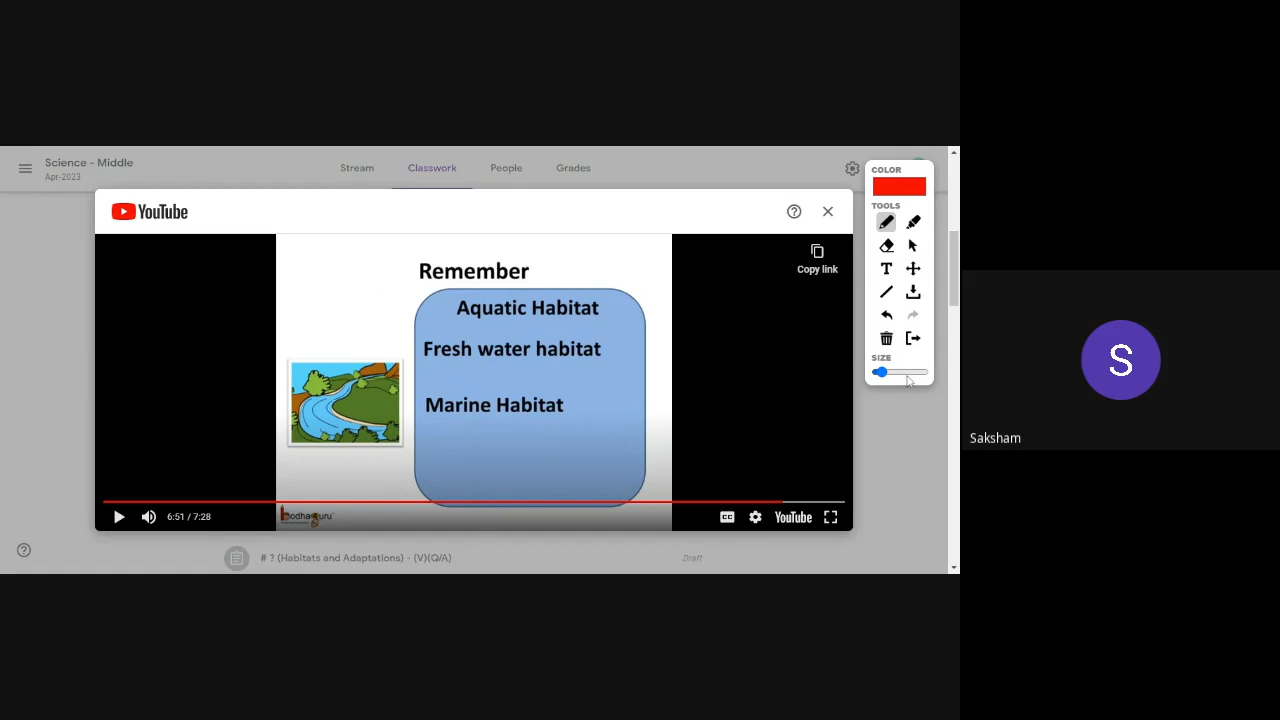 Science - Middle
Apr-2023
Stream
Classwork
People
Grades
COLOR
TOOLS
T
SIZE
YouTube
Copy link
Remember
Aquatic Habitat
Fresh water habitat
Marine Habitat
6:51 / 7:28
CC
YouTube
# ? (Habitats and Adaptations) - (V)(Q/A)
Draft
S
Saksham